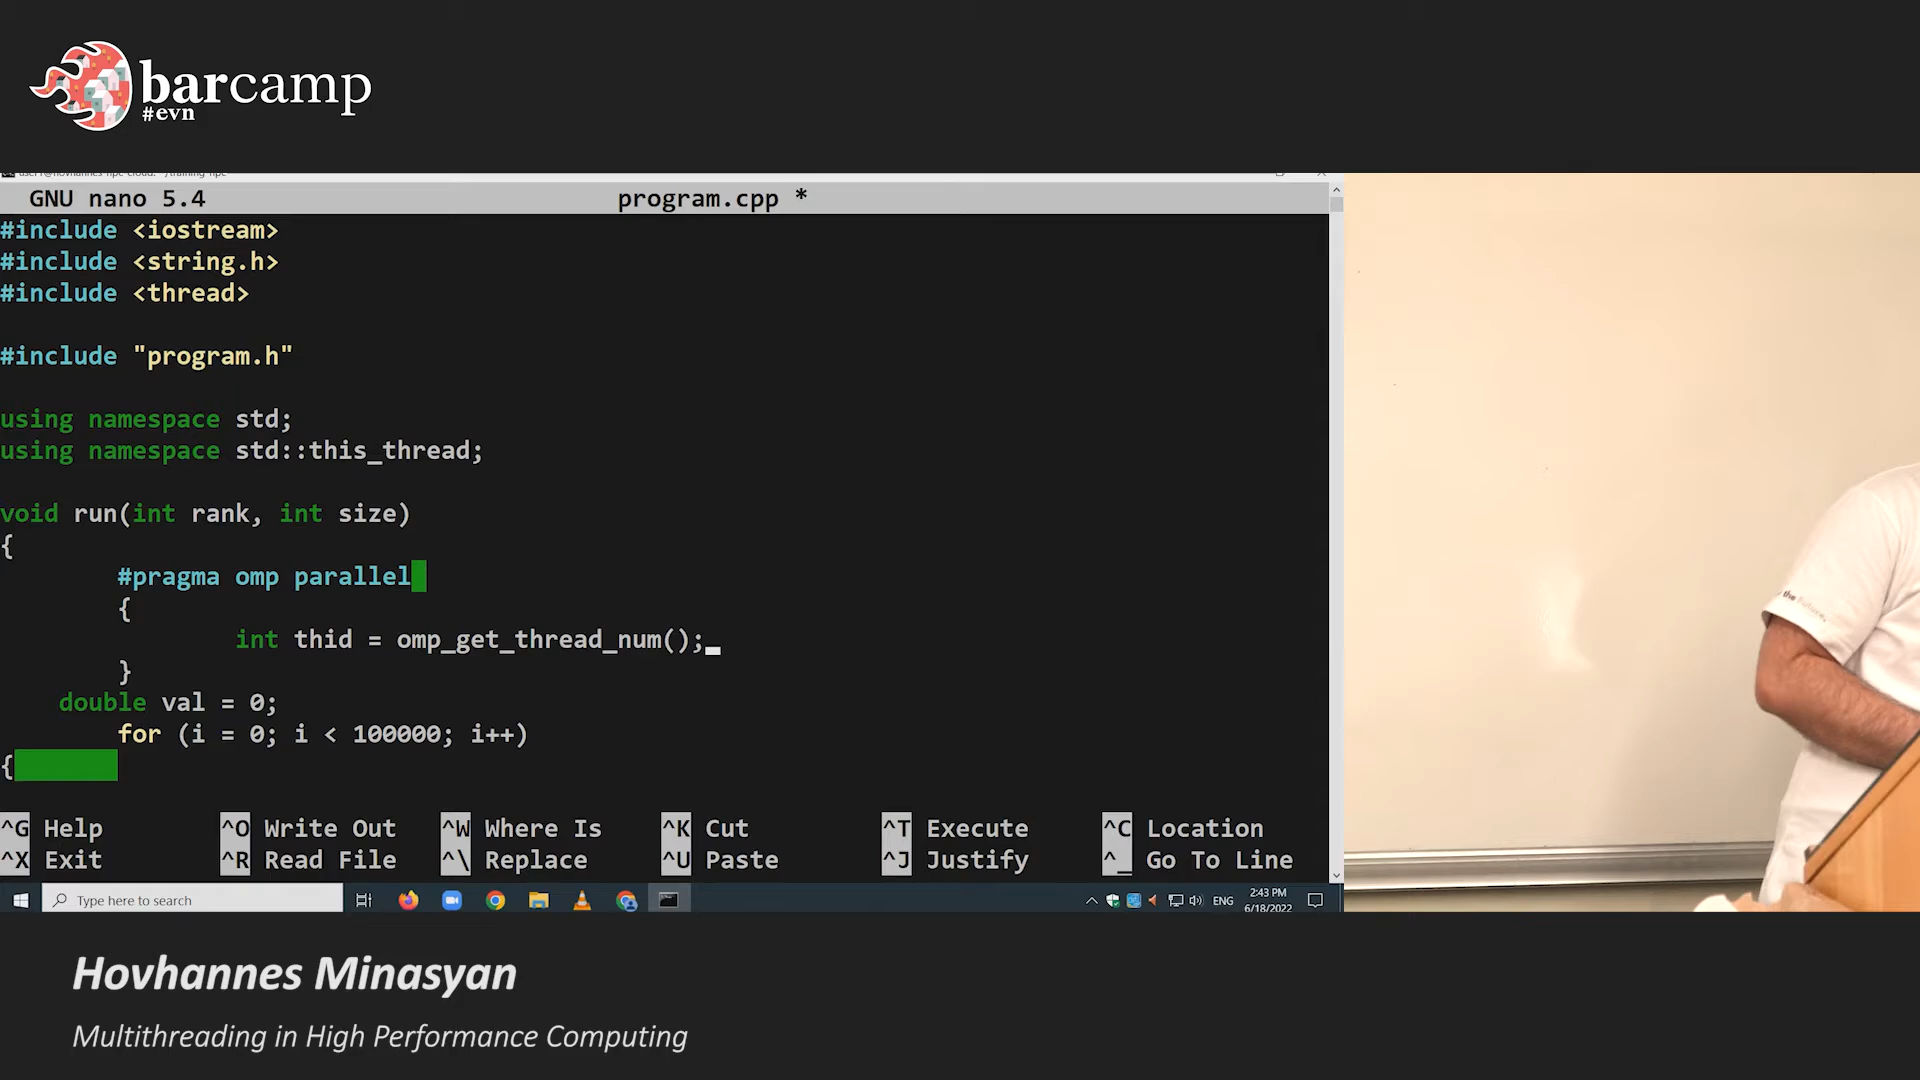 barcamp
#evn
GNU nano 5.4 program.cpp *
#include <iostream>
#include <string.h>
#include <thread>
#include "program.h"
using namespace std;
using namespace std::this_thread;
void run(int rank, int size)
{
#pragma omp parallel
{
int thid = omp_get_thread_num();
}
double val = 0;
for (i = 0; i < 100000; i++)
{
^G Help ^O Write Out ^W Where Is ^K Cut ^T Execute ^C Location
^X Exit ^R Read File ^\ Replace ^U Paste ^J Justify ^_ Go To Line
Type here to search
ENG
2:43 PM
6/18/2022
the Future.
Hovhannes Minasyan
Multithreading in High Performance Computing